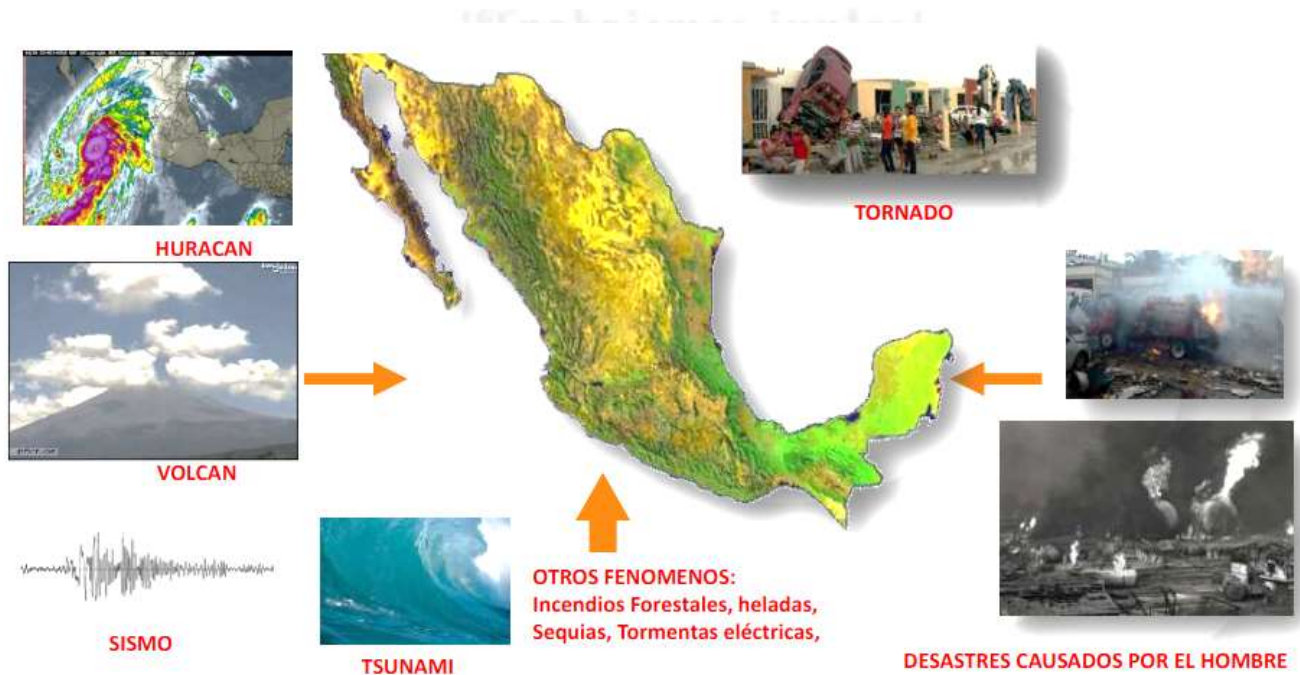 HURACAN
TORNADO
VOLCAN
SISMO
TSUNAMI
OTROS FENOMENOS:
Incendios Forestales, heladas,
Sequias, Tormentas eléctricas,
DESASTRES CAUSADOS POR EL HOMBRE